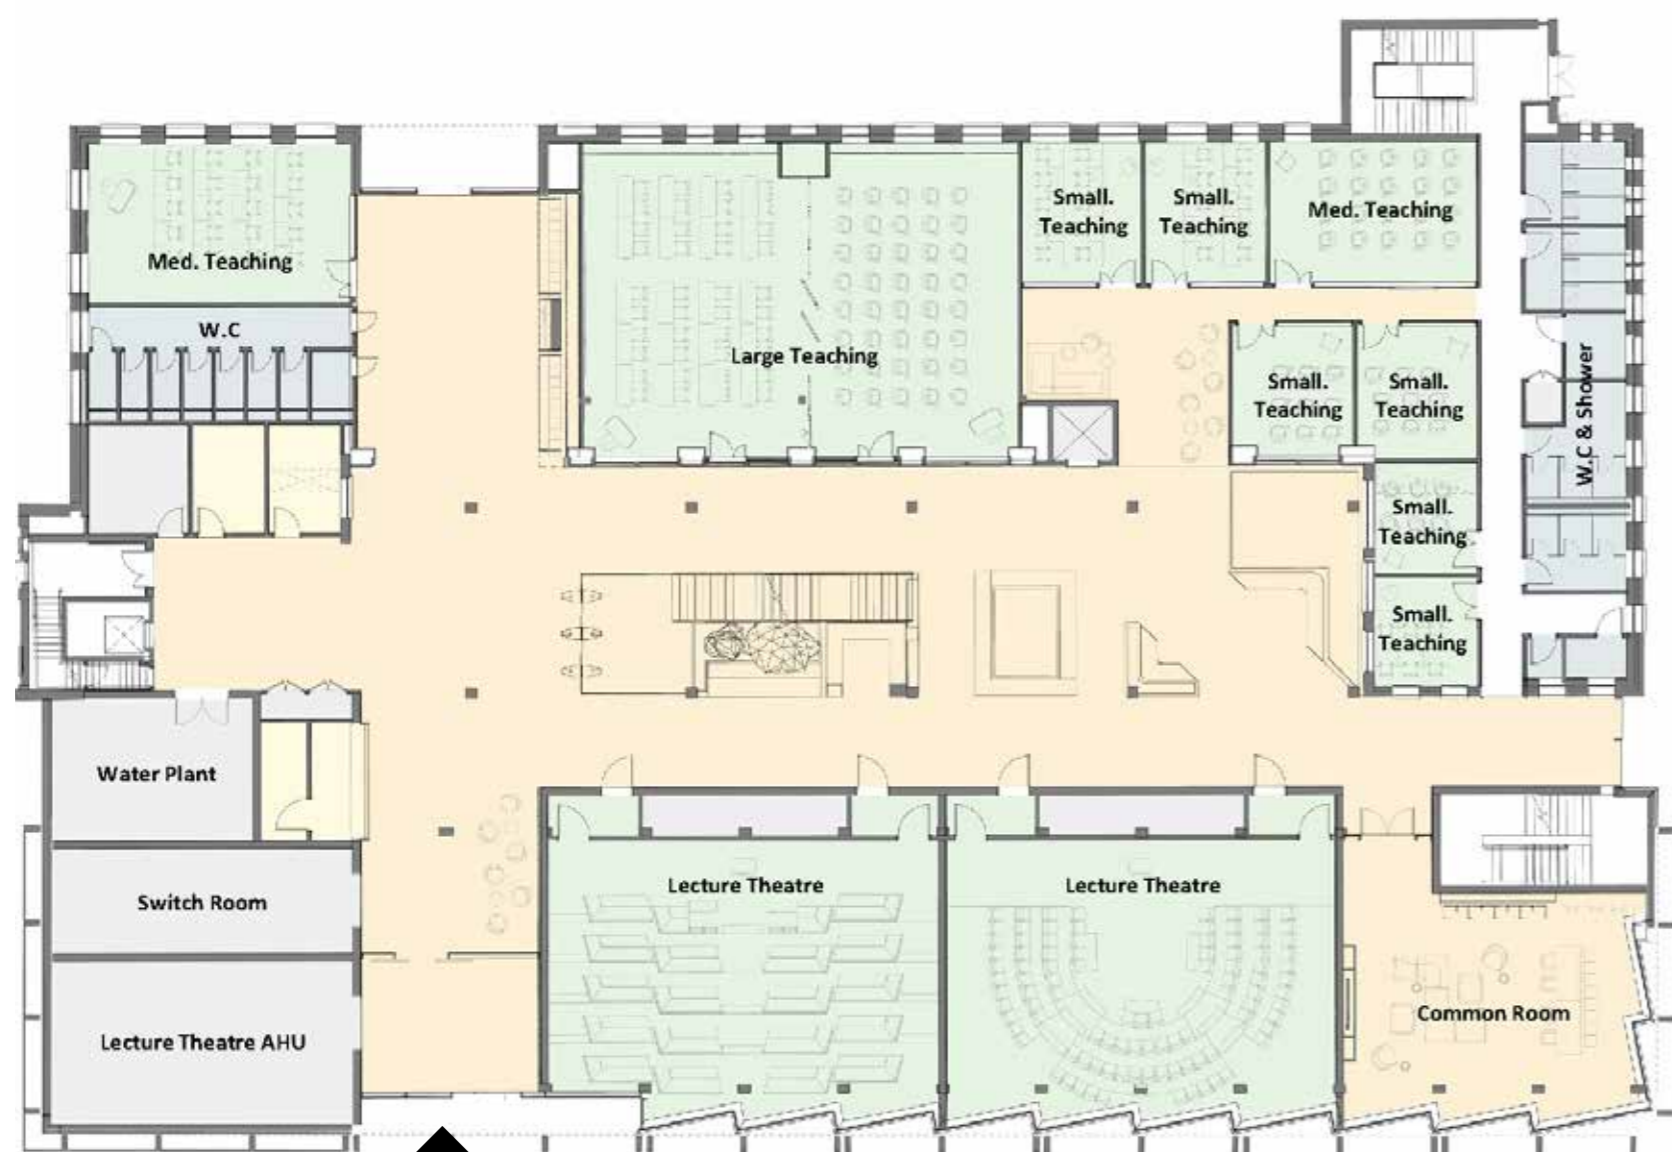 Small.
Teaching
Small.
Teaching
Med. Teaching
Med. Teaching
W.C
Large Teaching
Small.
Teaching
Small.
Teaching
W.C & Shower
Small.
Teaching
Small.
Teaching
Water Plant
Switch Room
Lecture Theatre
Lecture Theatre
Lecture Theatre AHU
Common Room